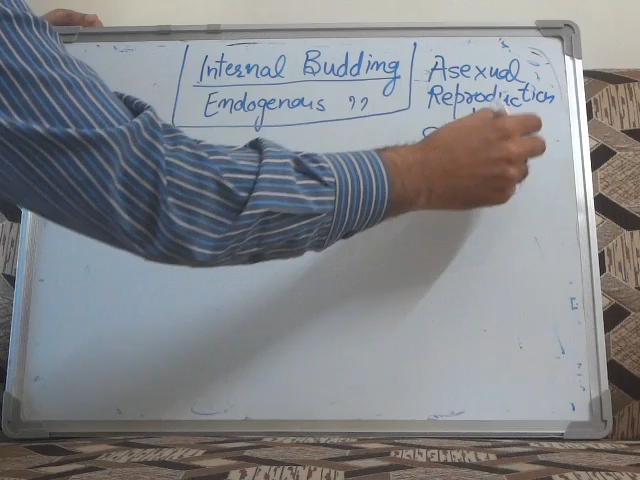 Internal Budding
Endogenous ,,
Asexual
Reproduction